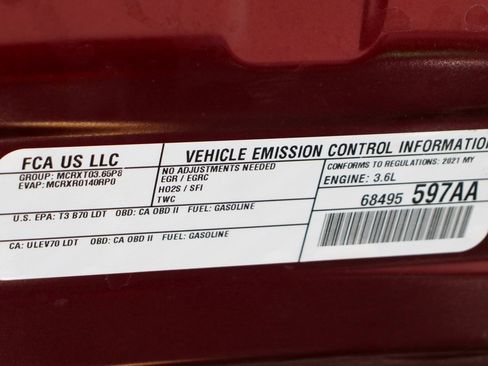 FCA US LLC
GROUP: MCRXT03.65P8
EVAP: MCRXR0140RP0
VEHICLE EMISSION CONTROL INFORMATION
NO ADJUSTMENTS NEEDED
EGR / EGRC
HO2S / SFI
TWC
CONFORMS TO REGULATIONS: 2021 MY
ENGINE: 3.6L
68495 597AA
U.S. EPA: T3 B70 LDT OBD: CA OBD II FUEL: GASOLINE
CA: ULEV70 LDT OBD: CA OBD II FUEL: GASOLINE